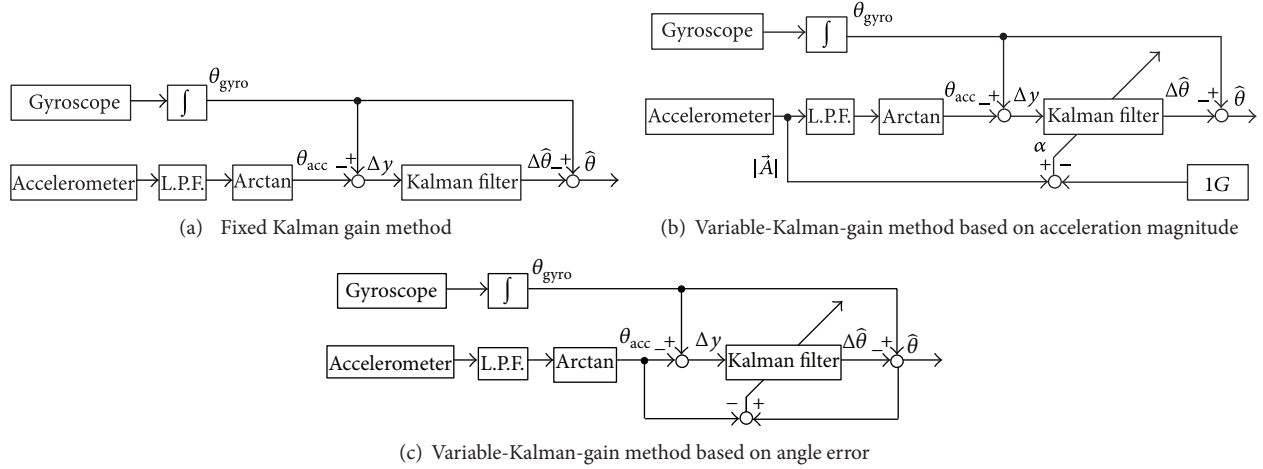 Gyroscope
∫
θgyro
Accelerometer
L.P.F.
Arctan
θacc
− +
Δy
Kalman filter
Δθ̂
− +
θ̂
(a) Fixed Kalman gain method
Gyroscope
∫
θgyro
Accelerometer
L.P.F.
Arctan
θacc
− +
Δy
Kalman filter
Δθ̂
− +
θ̂
α
+ −
|A⃗|
1G
(b) Variable-Kalman-gain method based on acceleration magnitude
Gyroscope
∫
θgyro
Accelerometer
L.P.F.
Arctan
θacc
− +
Δy
Kalman filter
Δθ̂
− +
θ̂
− +
(c) Variable-Kalman-gain method based on angle error